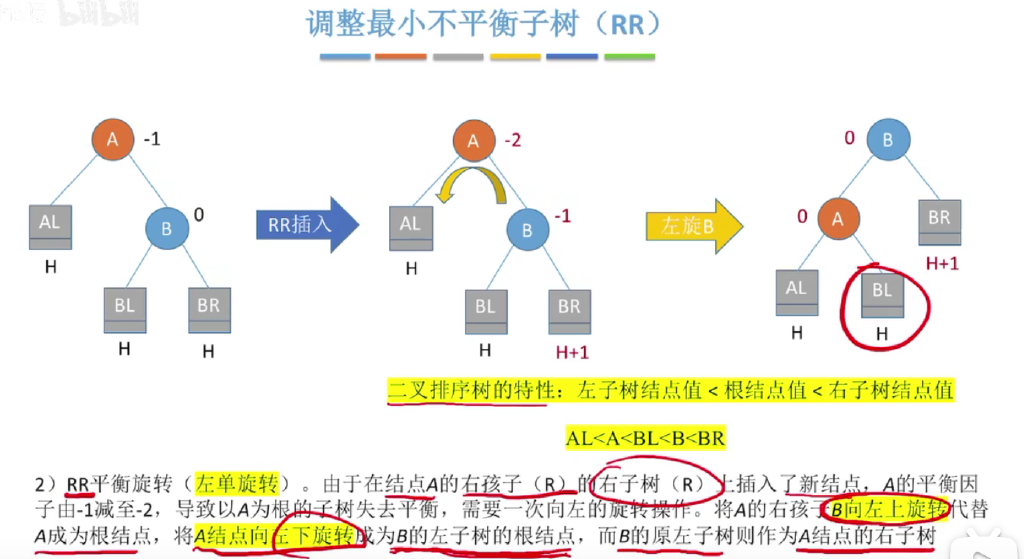 bilibili
调整最小不平衡子树（RR）
A
-1
AL
H
B
0
BL
H
BR
H
RR插入
A
-2
AL
H
B
-1
BL
H
BR
H+1
左旋B
0
B
0
A
BR
H+1
AL
H
BL
H
二叉排序树的特性：左子树结点值 < 根结点值 < 右子树结点值
AL<A<BL<B<BR
2）RR平衡旋转（左单旋转）。由于在结点A的右孩子（R）的右子树（R）上插入了新结点，A的平衡因
子由-1减至-2，导致以A为根的子树失去平衡，需要一次向左的旋转操作。将A的右孩子B向左上旋转代替
A成为根结点，将A结点向左下旋转成为B的左子树的根结点，而B的原左子树则作为A结点的右子树